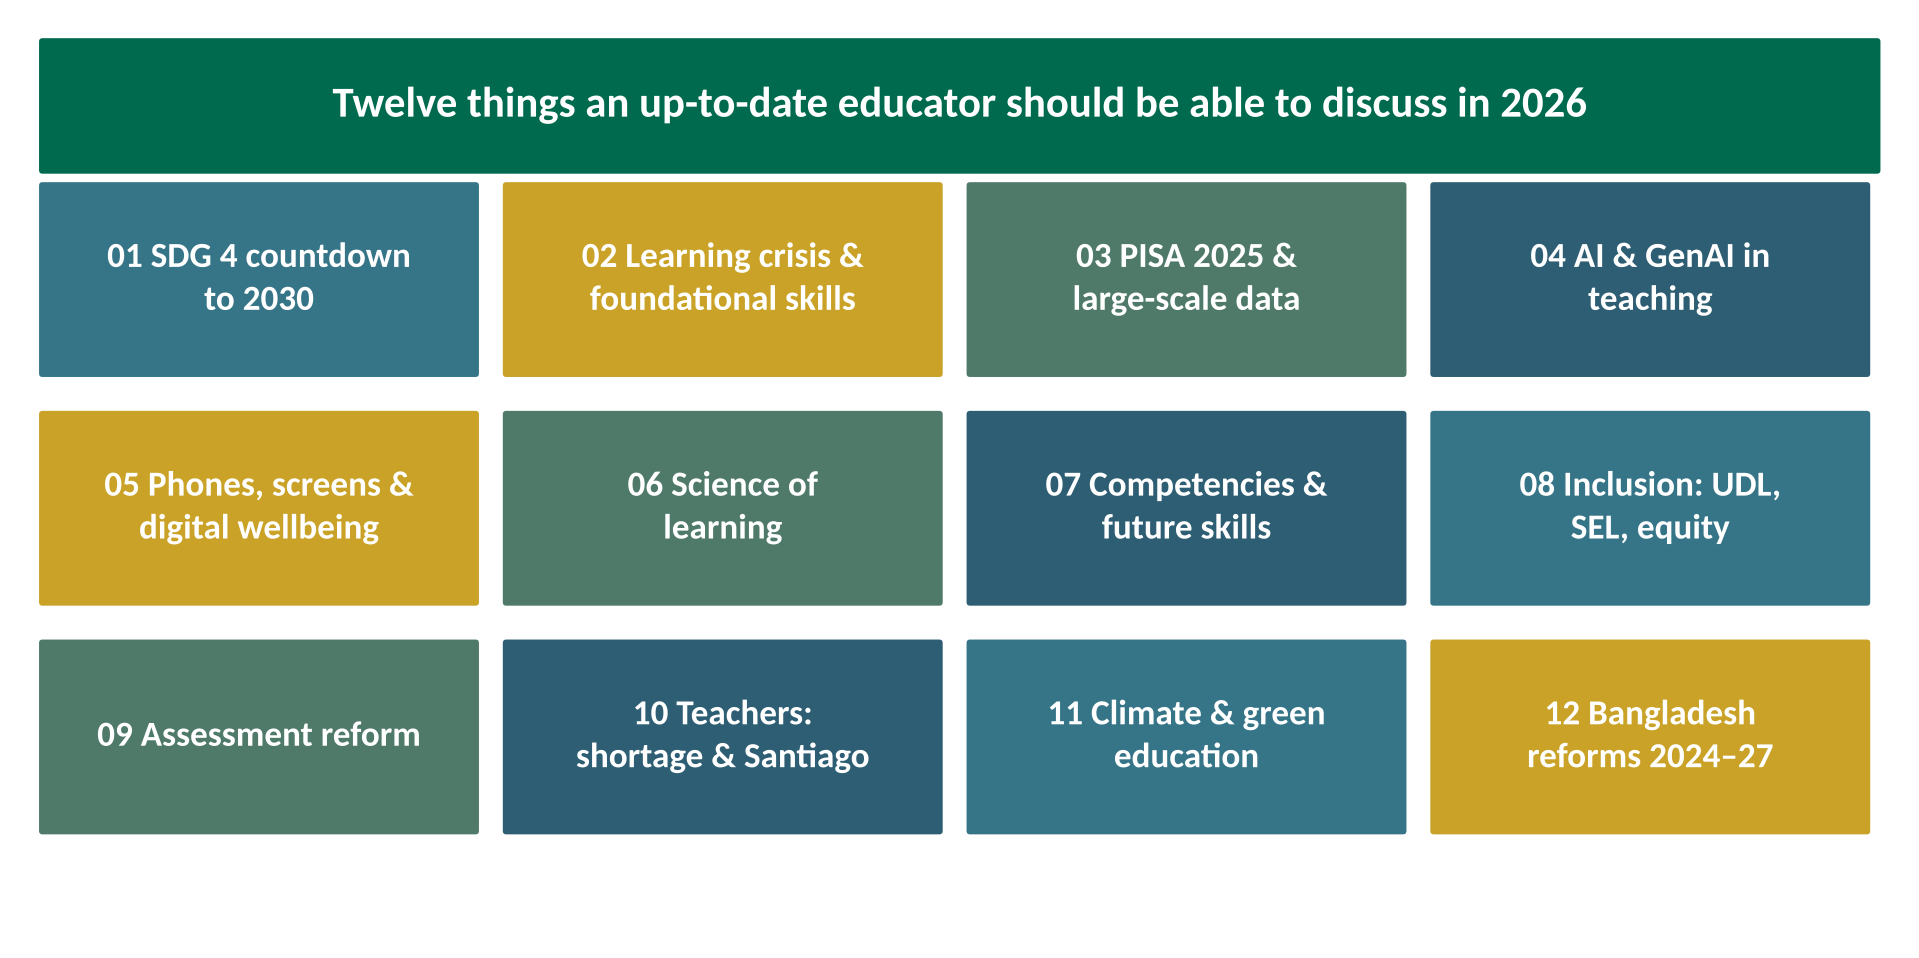 Twelve things an up-to-date educator should be able to discuss in 2026
01 SDG 4 countdown
to 2030
02 Learning crisis &
foundational skills
03 PISA 2025 &
large-scale data
04 AI & GenAI in
teaching
05 Phones, screens &
digital wellbeing
06 Science of
learning
07 Competencies &
future skills
08 Inclusion: UDL,
SEL, equity
09 Assessment reform
10 Teachers:
shortage & Santiago
11 Climate & green
education
12 Bangladesh
reforms 2024–27